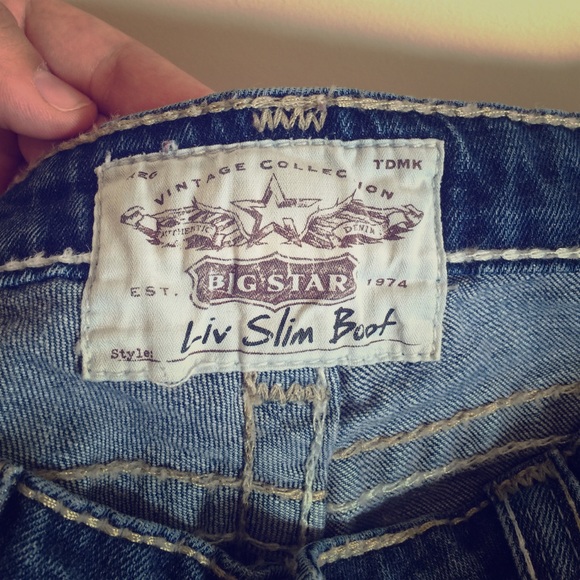 TDMK
VINTAGE COLLECTION
AUTHENTIC DENIM
BIG STAR
EST. 1974
Liv Slim Boot
Style: